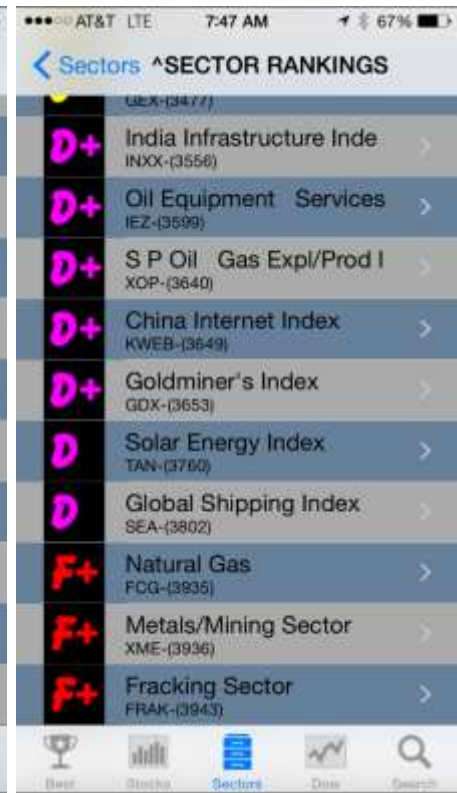 AT&T LTE 7:47 AM 67%
Sectors ^SECTOR RANKINGS
GEX-(3477)
D+ India Infrastructure Inde
INXX-(3556)
D+ Oil Equipment Services
IEZ-(3599)
D+ S P Oil Gas Expl/Prod I
XOP-(3640)
D+ China Internet Index
KWEB-(3649)
D+ Goldminer's Index
GDX-(3653)
D Solar Energy Index
TAN-(3760)
D Global Shipping Index
SEA-(3802)
F+ Natural Gas
FCG-(3935)
F+ Metals/Mining Sector
XME-(3936)
F+ Fracking Sector
FRAK-(3943)
Best Stocks Sectors Dow Search